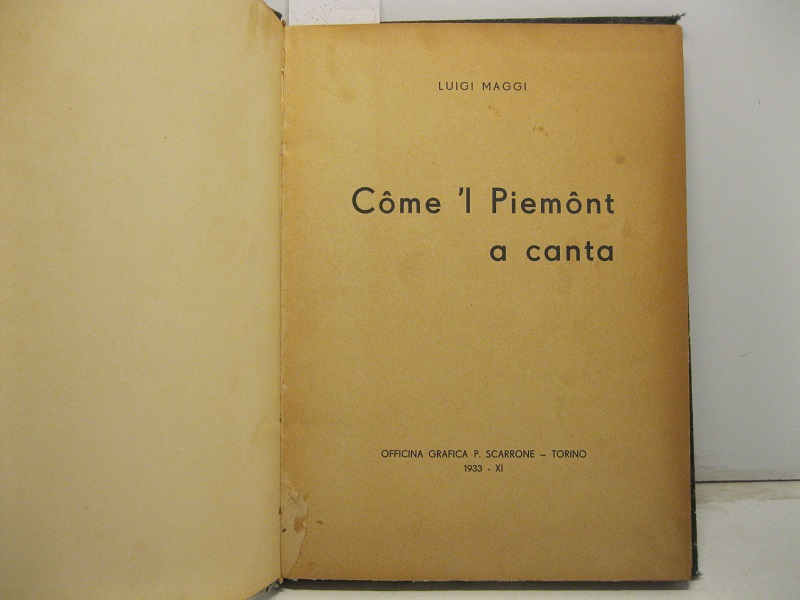 LUIGI MAGGI
Côme 'l Piemônt
a canta
OFFICINA GRAFICA P. SCARRONE – TORINO
1933 - XI